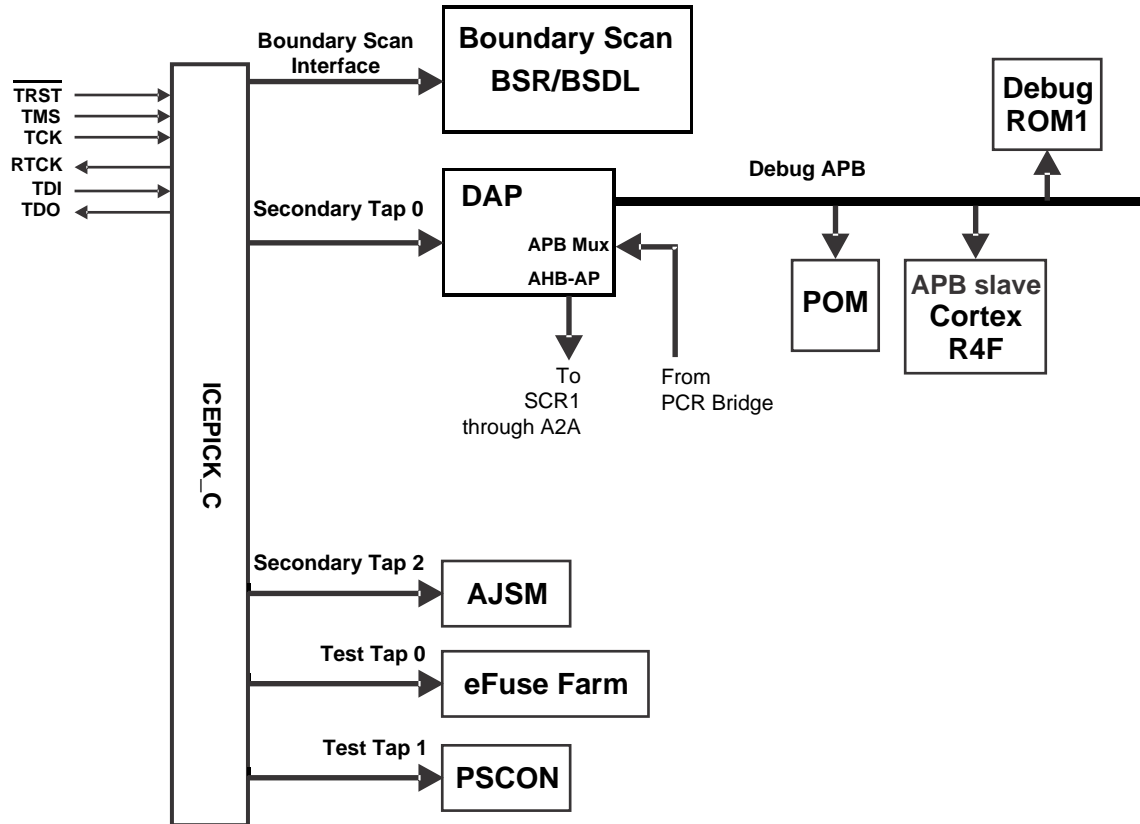 Boundary Scan
Interface
Boundary Scan
BSR/BSDL
TRST
TMS
TCK
RTCK
TDI
TDO
Debug
ROM1
Debug APB
Secondary Tap 0
DAP
APB Mux
AHB-AP
POM
APB slave
Cortex
R4F
To
SCR1
through A2A
From
PCR Bridge
ICEPICK_C
Secondary Tap 2
AJSM
Test Tap 0
eFuse Farm
Test Tap 1
PSCON